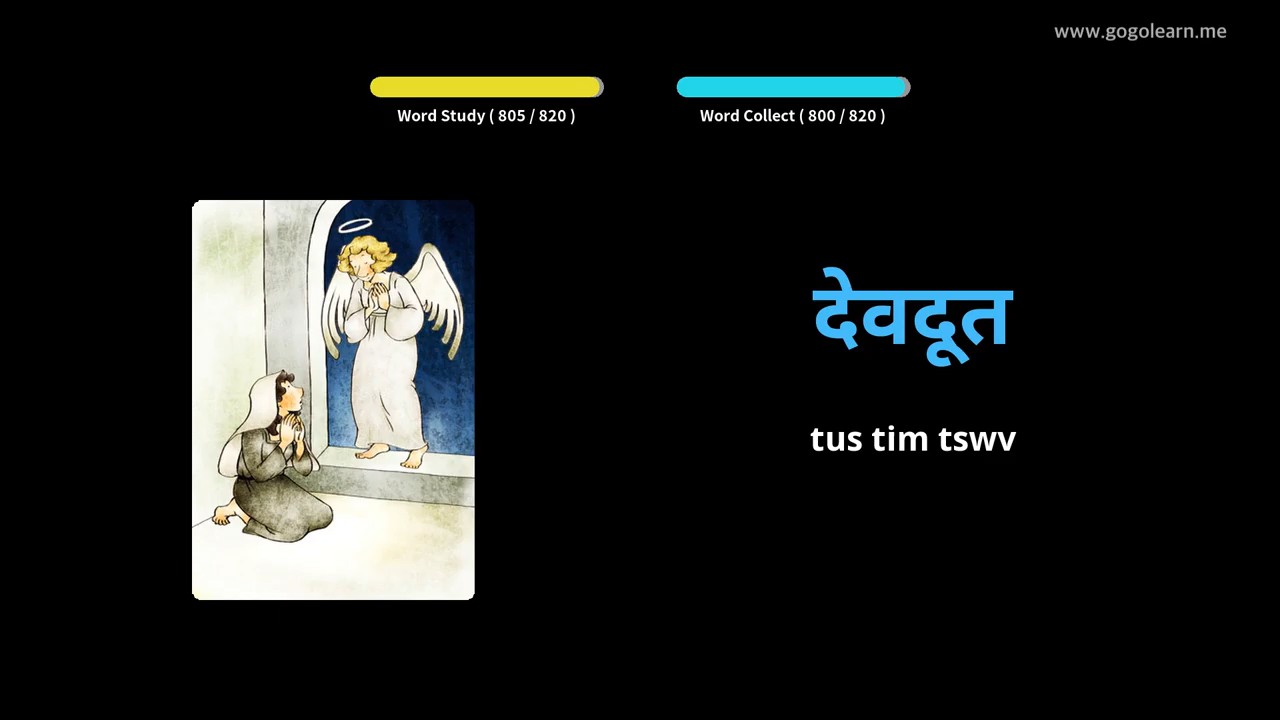 www.gogolearn.me
Word Study ( 805 / 820 )
Word Collect ( 800 / 820 )
देवदूत
tus tim tswv